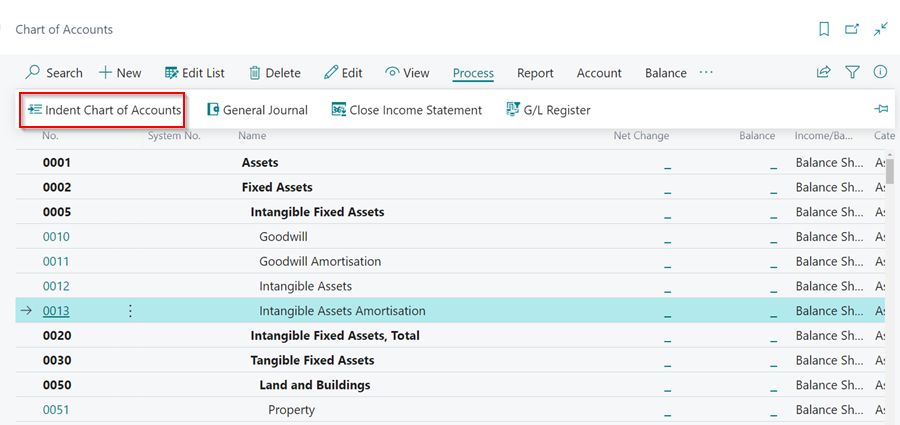 Chart of Accounts
Search New Edit List Delete Edit View Process Report Account Balance ···
Indent Chart of Accounts General Journal Close Income Statement G/L Register
No. System No. Name Net Change Balance Income/Ba... Cate
0001 Assets _ _ Balance Sh... As
0002 Fixed Assets _ _ Balance Sh... As
0005 Intangible Fixed Assets _ _ Balance Sh... As
0010 Goodwill _ _ Balance Sh... As
0011 Goodwill Amortisation _ _ Balance Sh... As
0012 Intangible Assets _ _ Balance Sh... As
0013 Intangible Assets Amortisation _ _ Balance Sh... As
0020 Intangible Fixed Assets, Total _ _ Balance Sh... As
0030 Tangible Fixed Assets _ _ Balance Sh... As
0050 Land and Buildings _ _ Balance Sh... As
0051 Property _ _ Balance Sh... As